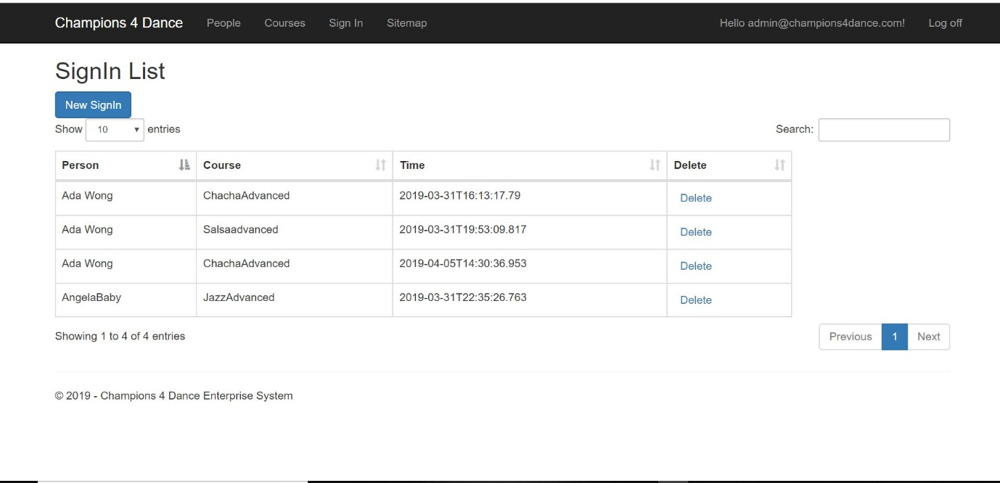 Champions 4 Dance People Courses Sign In Sitemap Hello admin@champions4dance.com! Log off
SignIn List
New SignIn
Show 10 entries Search:
Person Course Time Delete
Ada Wong ChachaAdvanced 2019-03-31T16:13:17.79 Delete
Ada Wong Salsaadvanced 2019-03-31T19:53:09.817 Delete
Ada Wong ChachaAdvanced 2019-04-05T14:30:36.953 Delete
AngelaBaby JazzAdvanced 2019-03-31T22:35:26.763 Delete
Showing 1 to 4 of 4 entries Previous 1 Next
© 2019 - Champions 4 Dance Enterprise System